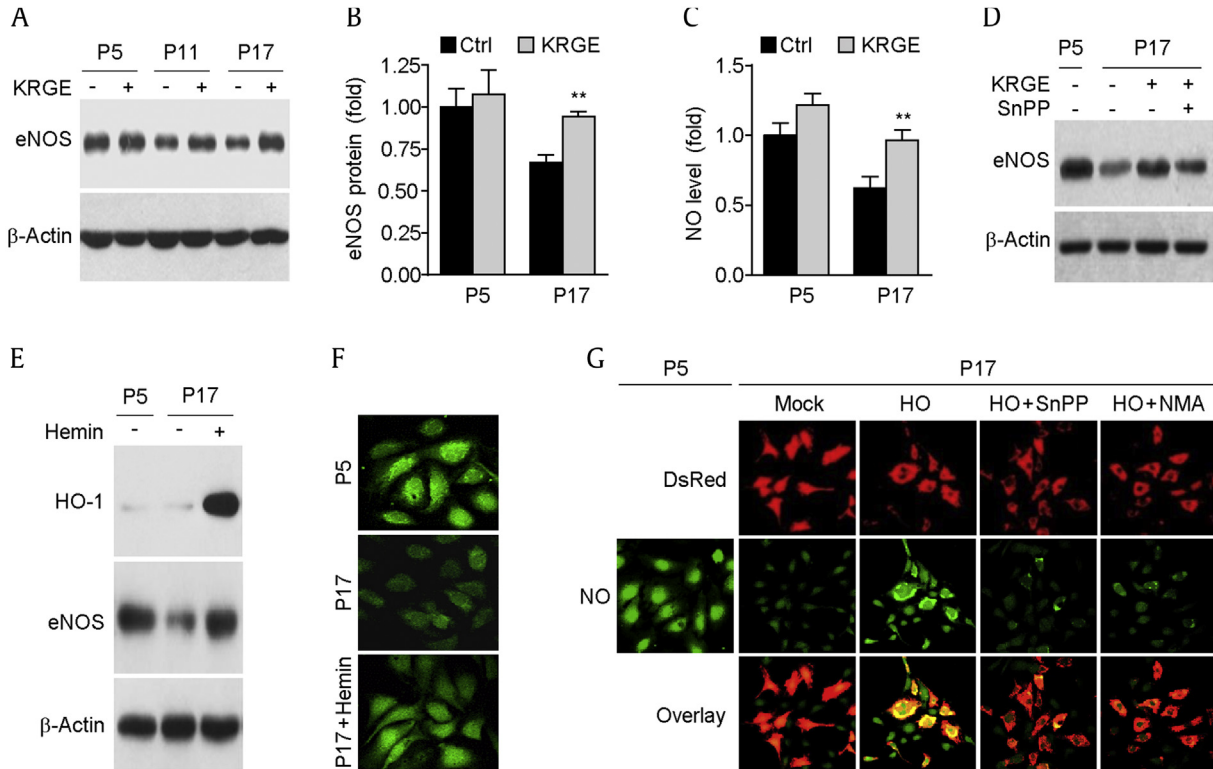 A
P5 P11 P17
KRGE - + - + - +
eNOS
β-Actin
B
Ctrl KRGE
eNOS protein (fold)
1.25
1.00
0.75
0.50
0.25
0.00
**
P5 P17
C
Ctrl KRGE
NO level (fold)
1.5
1.0
0.5
0.0
**
P5 P17
D
P5 P17
KRGE - - + +
SnPP - - - +
eNOS
β-Actin
E
P5 P17
Hemin - - +
HO-1
eNOS
β-Actin
F
P5
P17
P17+Hemin
G
P5 P17
Mock HO HO+SnPP HO+NMA
DsRed
NO
Overlay